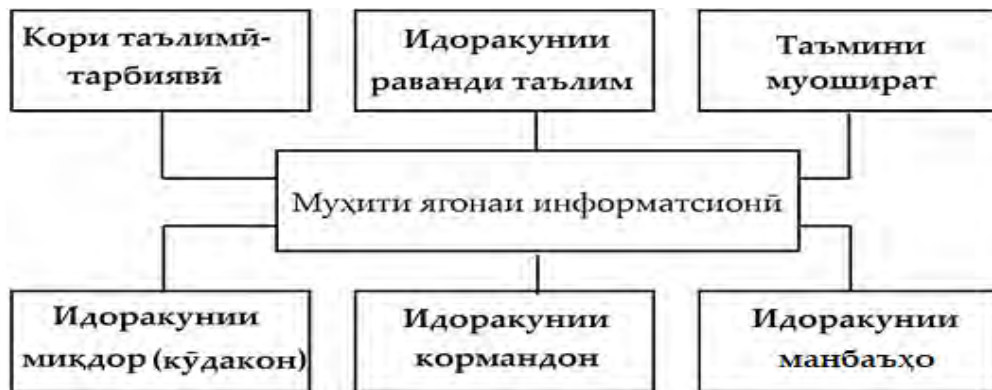 Кори таълимӣ-
тарбиявӣ
Идоракунии
раванди таълим
Таъмини
муошират
Муҳити ягонаи информатсионӣ
Идоракунии
миқдор (кӯдакон)
Идоракунии
кормандон
Идоракунии
манбаъҳо